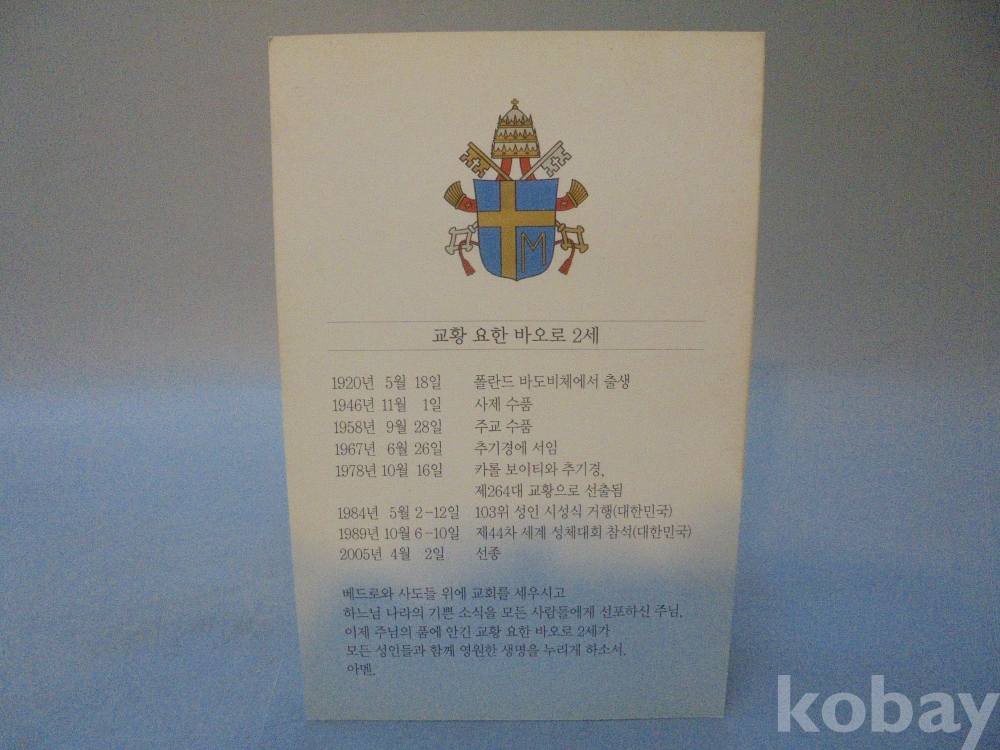 M
교황 요한 바오로 2세
1920년 5월 18일 폴란드 바도비체에서 출생
1946년 11월 1일 사제 수품
1958년 9월 28일 주교 수품
1967년 6월 26일 추기경에 서임
1978년 10월 16일 카롤 보이티와 추기경,
제264대 교황으로 선출됨
1984년 5월 2-12일 103위 성인 시성식 거행(대한민국)
1989년 10월 6-10일 제44차 세계 성체대회 참석(대한민국)
2005년 4월 2일 선종
베드로와 사도들 위에 교회를 세우시고
하느님 나라의 기쁜 소식을 모든 사람들에게 선포하신 주님,
이제 주님의 품에 안긴 교황 요한 바오로 2세가
모든 성인들과 함께 영원한 생명을 누리게 하소서.
아멘.
kobay